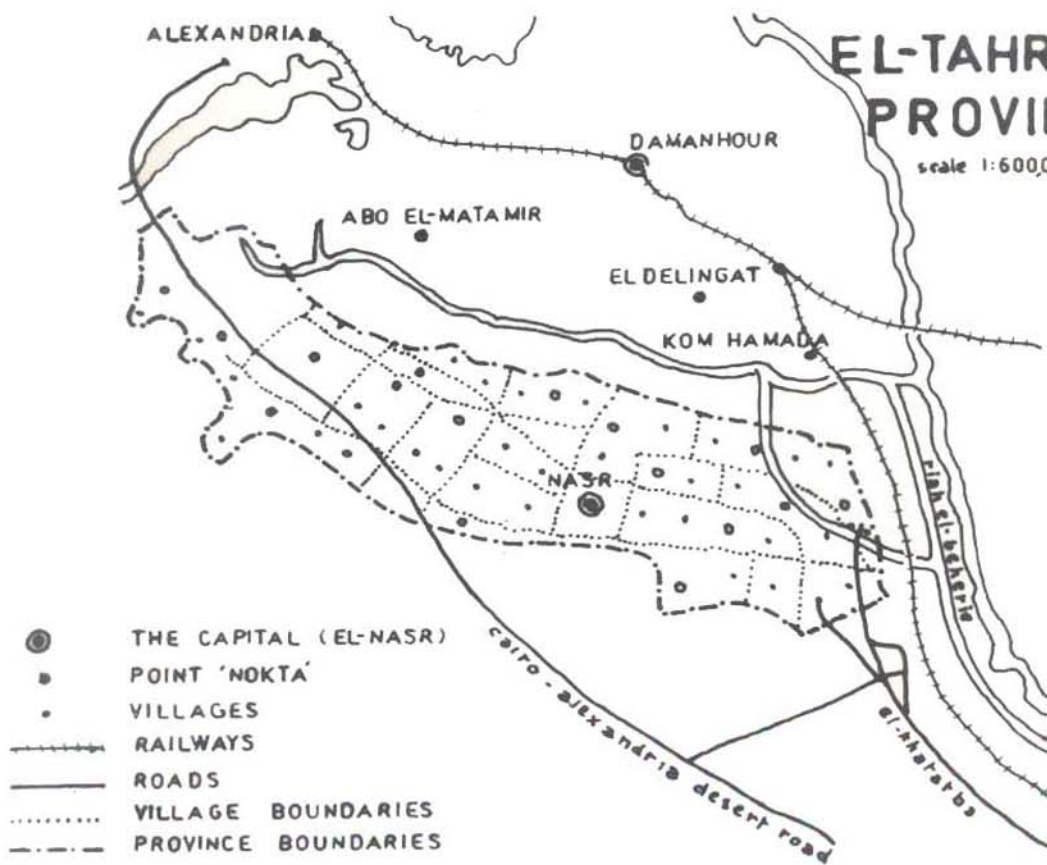 EL-TAHR
PROVI
scale 1:600,0
ALEXANDRIA
DAMANHOUR
ABO EL-MATAMIR
EL DELINGAT
KOM HAMADA
NASR
riah el-beheria
cairo - alexandria desert road
el-khatatba
THE CAPITAL (EL-NASR)
POINT 'NOKTA'
VILLAGES
RAILWAYS
ROADS
VILLAGE BOUNDARIES
PROVINCE BOUNDARIES